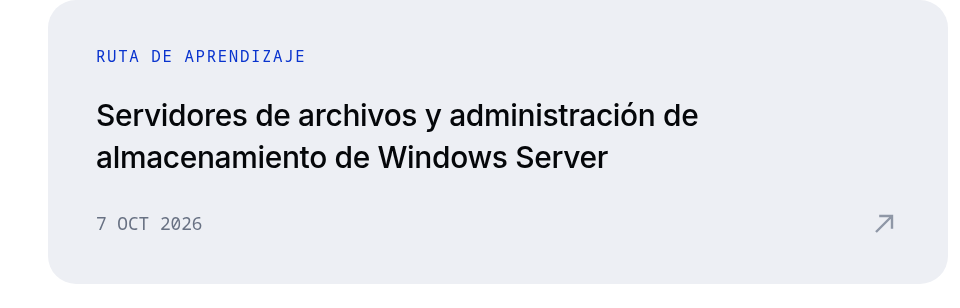 RUTA DE APRENDIZAJE
Servidores de archivos y administración de
almacenamiento de Windows Server
7 OCT 2026